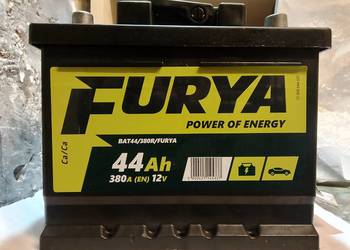 FURYA
POWER OF ENERGY
Ca/Ca
BAT44/380R/FURYA
44Ah
380A (EN) 12V